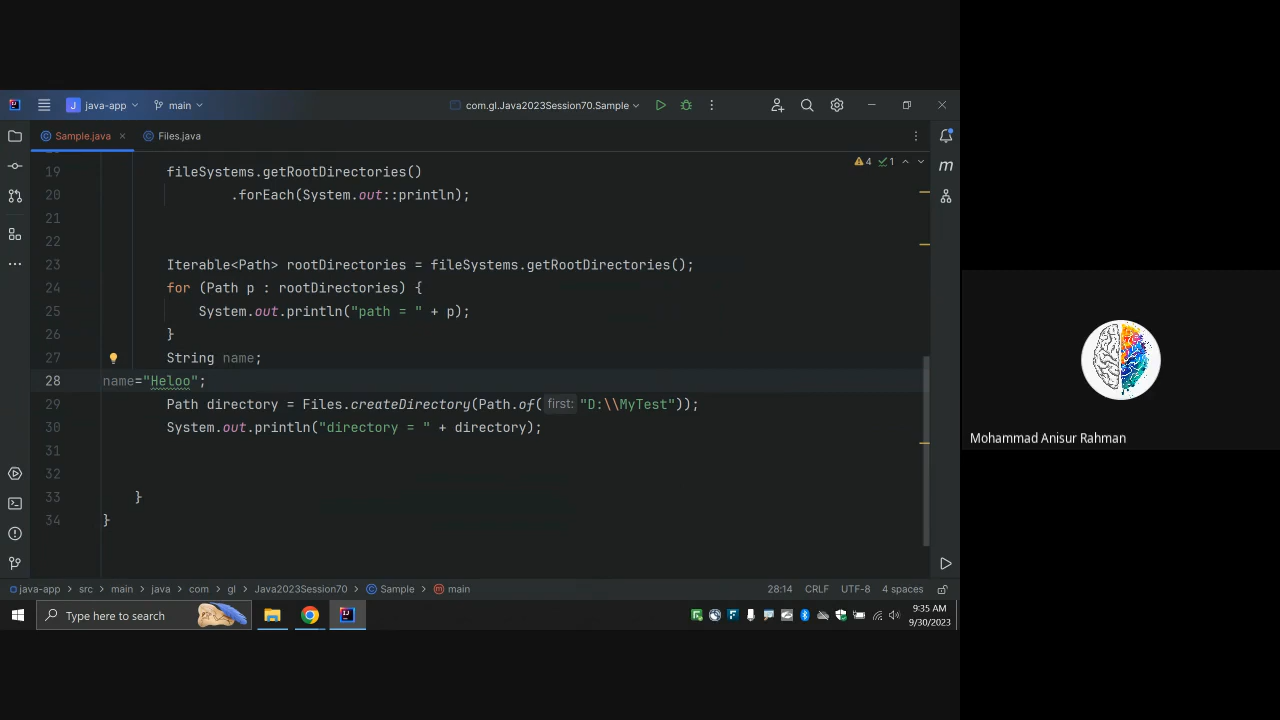 java-app
main
com.gl.Java2023Session70.Sample
Sample.java
Files.java
4
1
19 fileSystems.getRootDirectories()
20 .forEach(System.out::println);
21
22
23 Iterable<Path> rootDirectories = fileSystems.getRootDirectories();
24 for (Path p : rootDirectories) {
25 System.out.println("path = " + p);
26 }
27 String name;
28 name="Heloo";
29 Path directory = Files.createDirectory(Path.of( first: "D:\\MyTest"));
30 System.out.println("directory = " + directory);
31
32
33 }
34 }
java-app > src > main > java > com > gl > Java2023Session70 > Sample > main
28:14 CRLF UTF-8 4 spaces
Type here to search
9:35 AM
9/30/2023
Mohammad Anisur Rahman